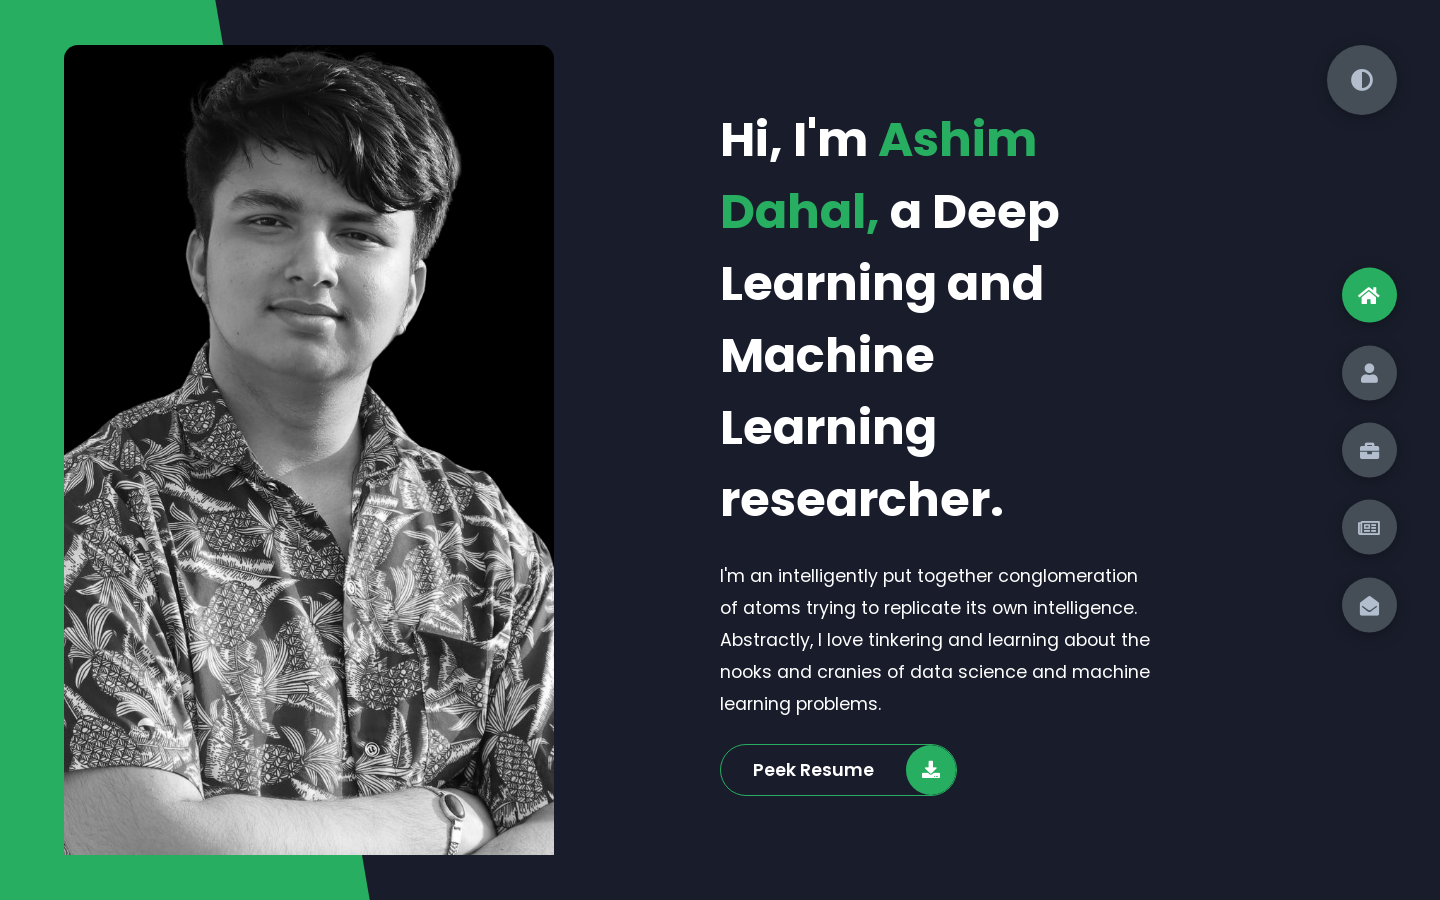 Hi, I'm Ashim
Dahal, a Deep
Learning and
Machine
Learning
researcher.
I'm an intelligently put together conglomeration
of atoms trying to replicate its own intelligence.
Abstractly, I love tinkering and learning about the
nooks and cranies of data science and machine
learning problems.
Peek Resume